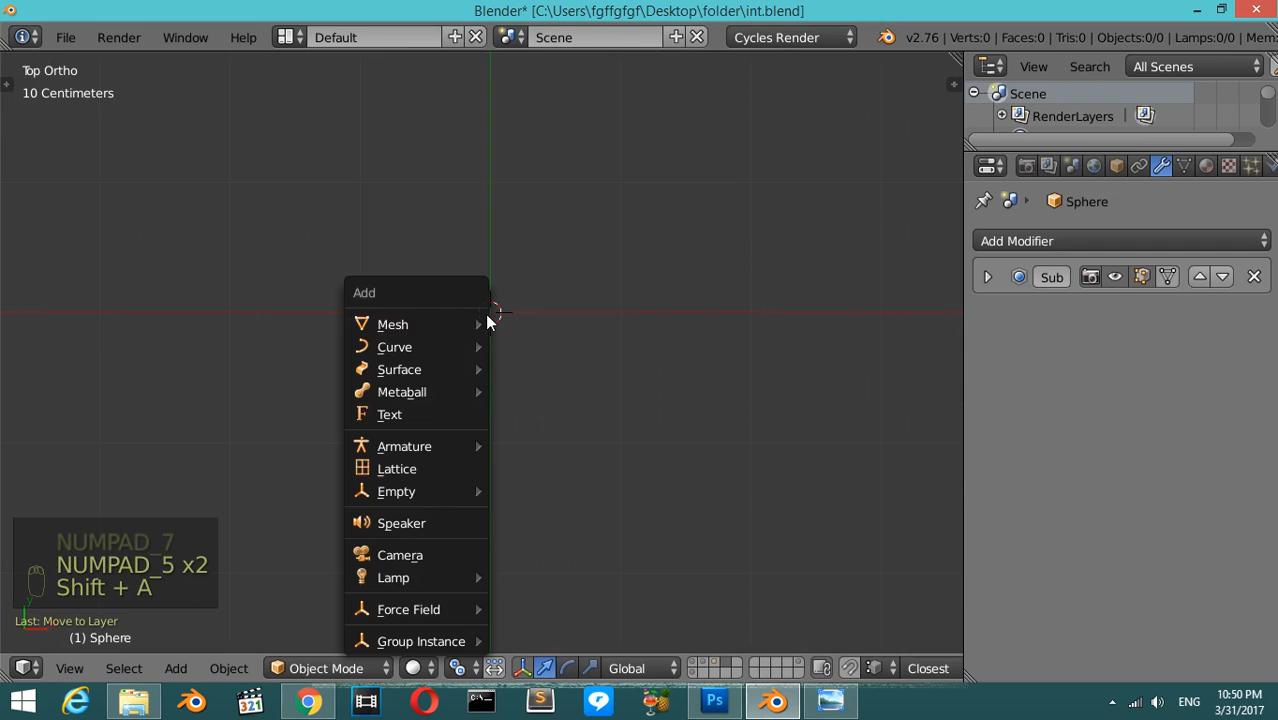 Blender* [C:\Users\fgffgfgf\Desktop\folder\int.blend]
File Render Window Help Default Scene Cycles Render v2.76 | Verts:0 | Faces:0 | Tris:0 | Objects:0/0 | Lamps:0/0 | Mem:
Top Ortho
10 Centimeters
View Search All Scenes
Scene
RenderLayers
Sphere
Add Modifier
Sub
Add
Mesh
Curve
Surface
Metaball
Text
Armature
Lattice
Empty
Speaker
Camera
Lamp
Force Field
Group Instance
NUMPAD_7
NUMPAD_5 x2
Shift + A
Last: Move to Layer
(1) Sphere
View Select Add Object Object Mode Global Closest
321
ENG
10:50 PM
3/31/2017